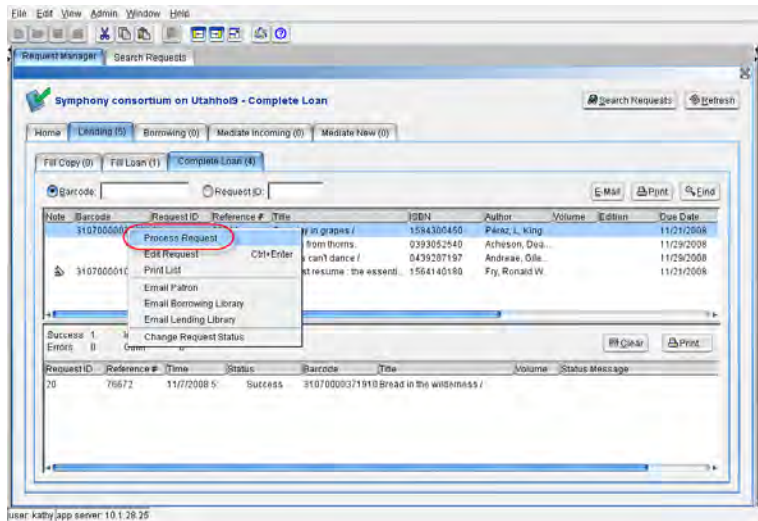 File Edit View Admin Window Help
Request Manager Search Requests
Symphony consortium on Utahhol9 - Complete Loan Search Requests Refresh
Home Lending (5) Borrowing (0) Mediate Incoming (0) Mediate New (0)
Fill Copy (0) Fill Loan (1) Complete Loan (4)
Barcode: Request ID: E-Mail Print Find
Note Barcode Request ID Reference # Title ISBN Author Volume Edition Due Date
in grapes / 1594300450 Pérez, L. King 11/21/2008
Process Request from thorns. 0393052540 Acheson, Dea... 11/29/2008
Edit Request Ctrl+Enter can't dance / 0439287197 Andreae, Gile... 11/29/2008
Print List st resume : the essenti... 1564140180 Fry, Ronald W. 11/21/2008
Email Patron
Email Borrowing Library
Email Lending Library
Change Request Status
Success 1
Errors 0 Clear Print
Request ID Reference # Time Status Barcode Title Volume Status Message
20 76672 11/7/2008 5: Success 31070000371910 Bread in the wilderness /
user: kathy app server: 10.1.28.25